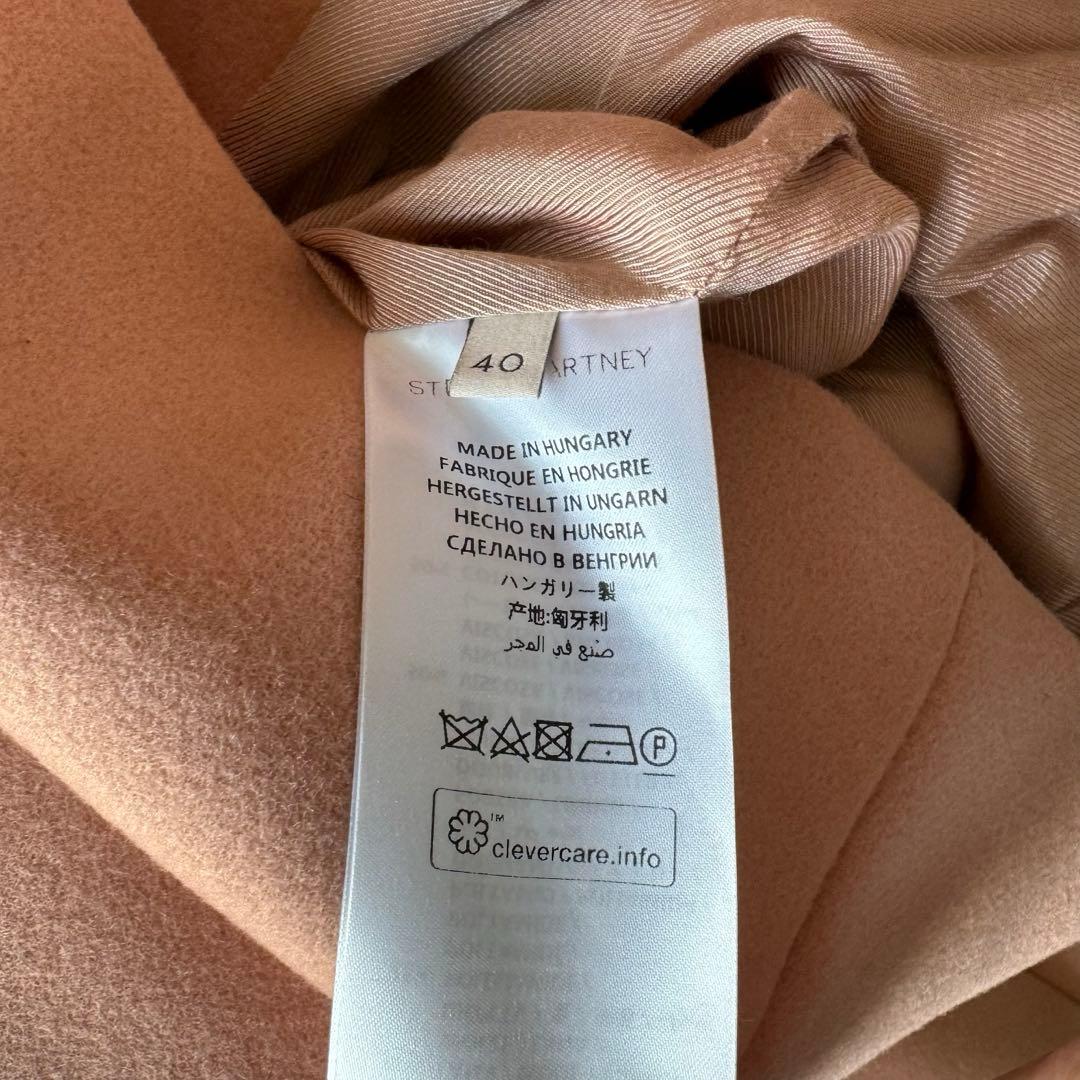 40
ST ARTNEY
MADE IN HUNGARY
FABRIQUE EN HONGRIE
HERGESTELLT IN UNGARN
HECHO EN HUNGRIA
СДЕЛАНО В ВЕНГРИИ
ハンガリー製
产地:匈牙利
صنع في المجر
P
TM
clevercare.info